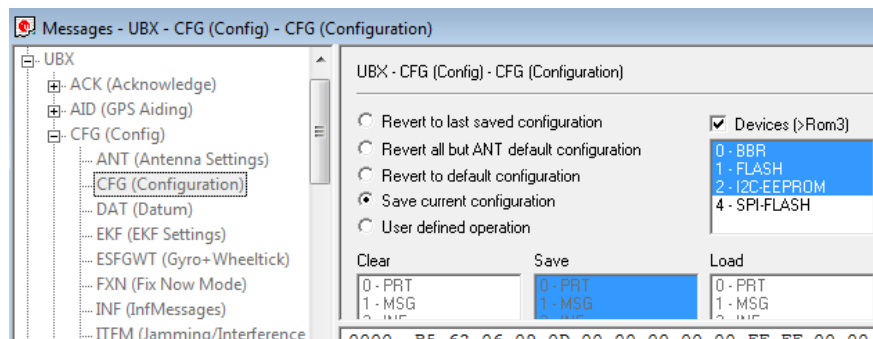 Messages - UBX - CFG (Config) - CFG (Configuration)
UBX
ACK (Acknowledge)
AID (GPS Aiding)
CFG (Config)
ANT (Antenna Settings)
CFG (Configuration)
DAT (Datum)
EKF (EKF Settings)
ESFGWT (Gyro+Wheeltick)
FXN (Fix Now Mode)
INF (InfMessages)
ITFM (Jamming/Interference
UBX - CFG (Config) - CFG (Configuration)
Revert to last saved configuration
Revert all but ANT default configuration
Revert to default configuration
Save current configuration
User defined operation
Devices (>Rom3)
0 - BBR
1 - FLASH
2 - I2C-EEPROM
4 - SPI-FLASH
Clear
0 - PRT
1 - MSG
Save
0 - PRT
1 - MSG
Load
0 - PRT
1 - MSG